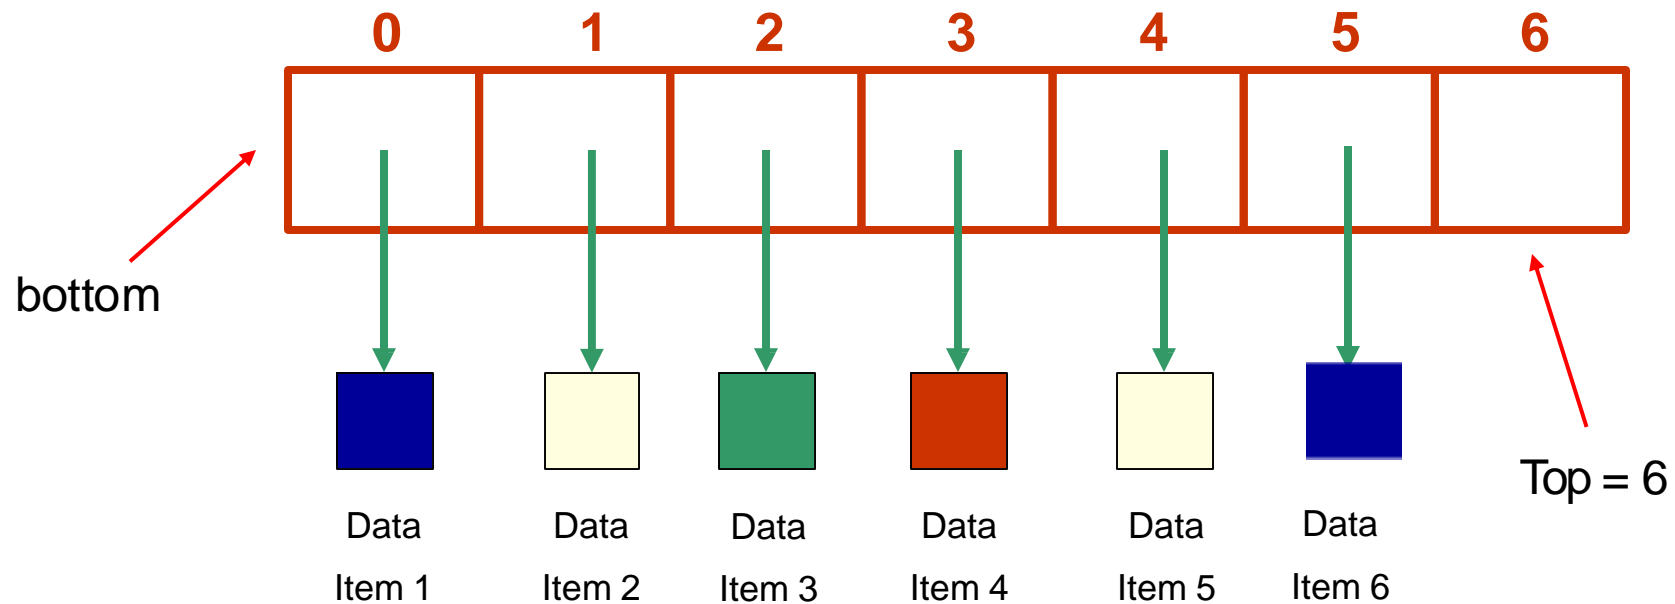 0 1 2 3 4 5 6
bottom
Top = 6
Data Data Data Data Data Data
Item 1 Item 2 Item 3 Item 4 Item 5 Item 6